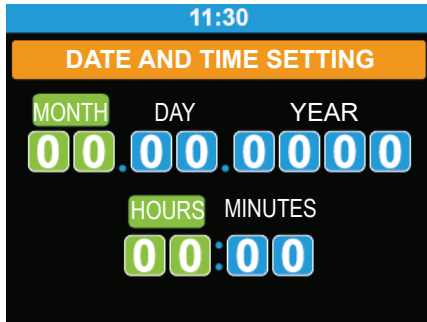 11:30
DATE AND TIME SETTING
MONTH DAY YEAR
00.00.0000
HOURS MINUTES
00:00